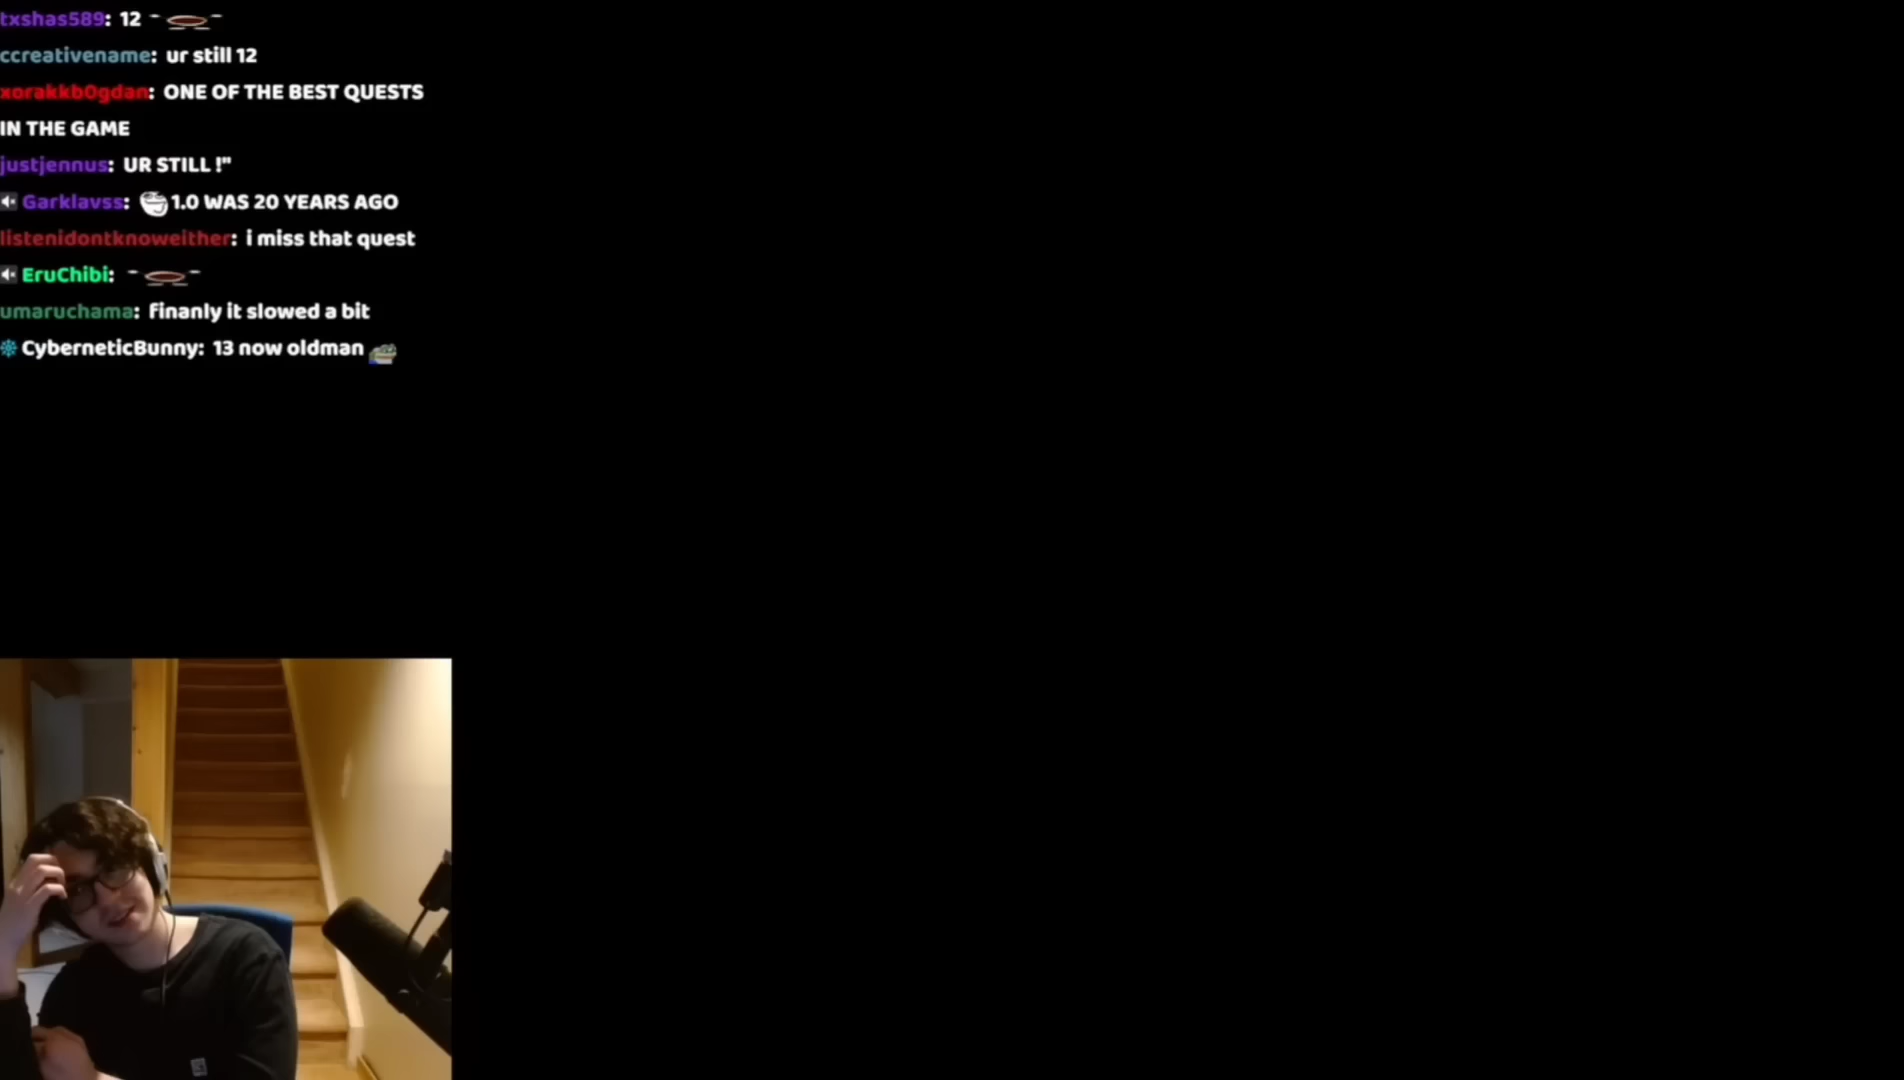 txshas589: 12
ccreativename: ur still 12
xorakkb0gdan: ONE OF THE BEST QUESTS
IN THE GAME
justjennus: UR STILL !"
Garklavss: 1.0 WAS 20 YEARS AGO
listenidontknoweither: i miss that quest
EruChibi:
umaruchama: finanly it slowed a bit
CyberneticBunny: 13 now oldman